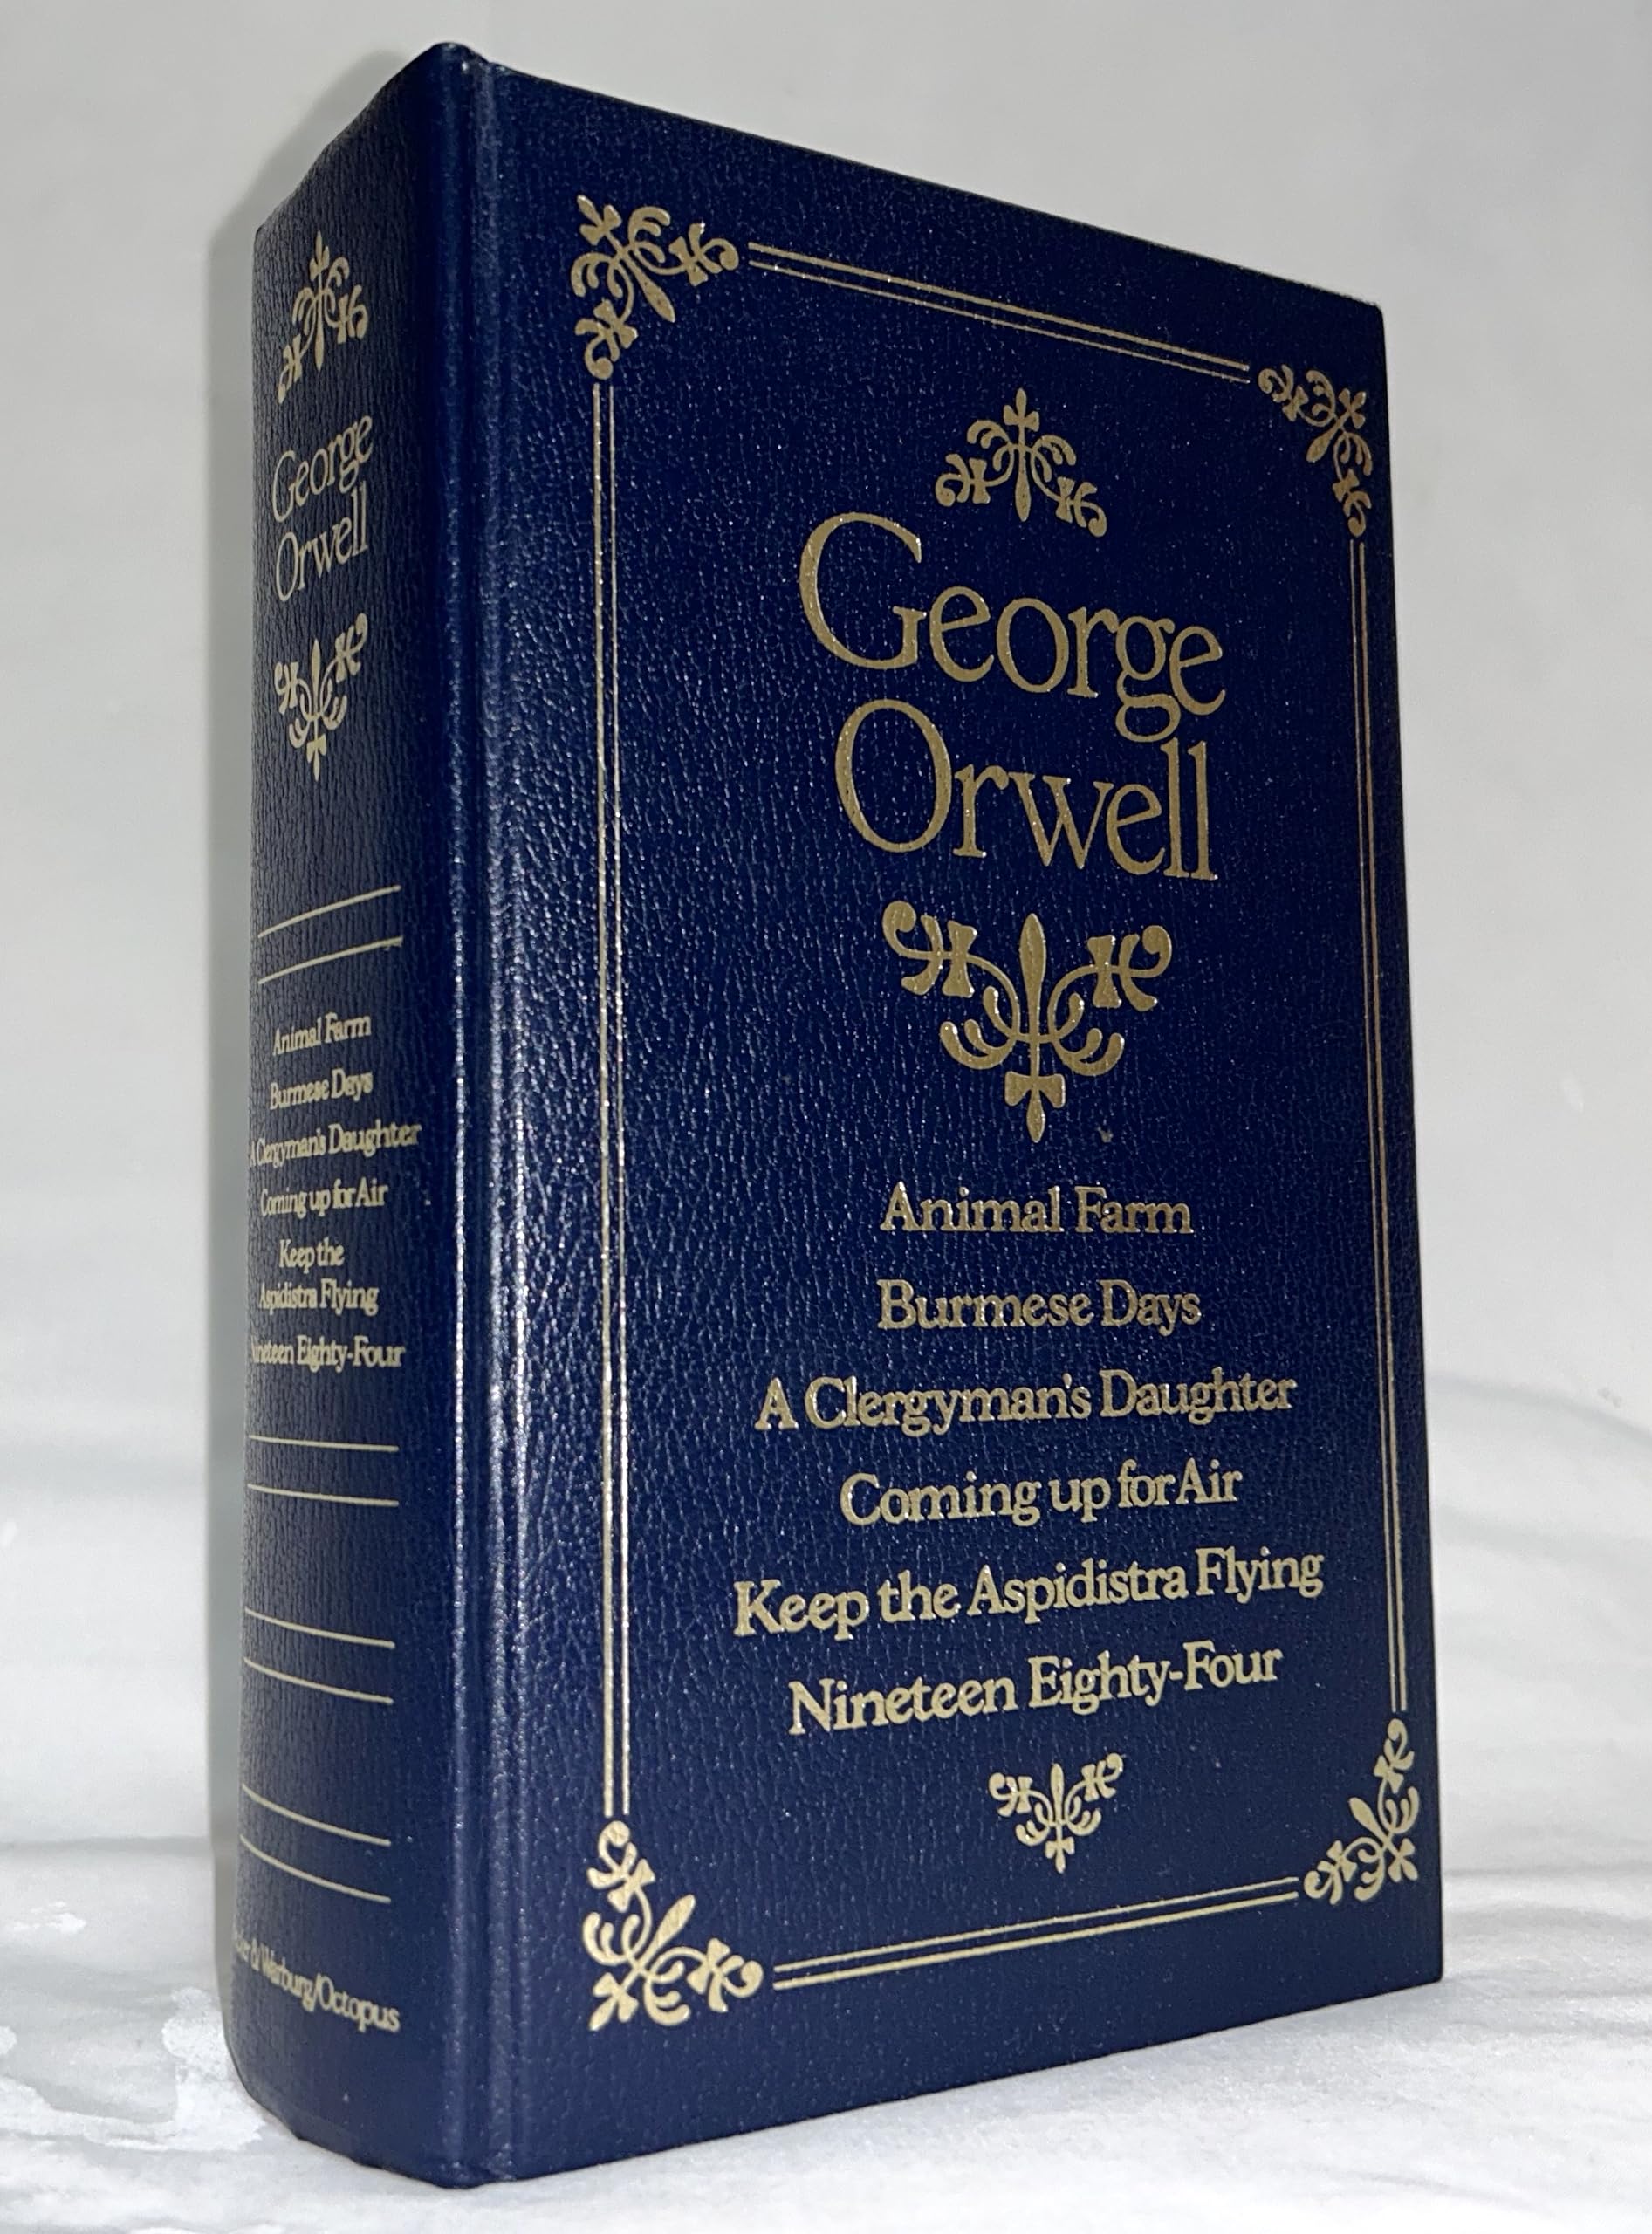 George
Orwell
Animal Farm
Burmese Days
A Clergyman's Daughter
Coming up for Air
Keep the
Aspidistra Flying
Nineteen Eighty-Four
& Warburg/Octopus
George
Orwell
Animal Farm
Burmese Days
A Clergyman's Daughter
Coming up for Air
Keep the Aspidistra Flying
Nineteen Eighty-Four